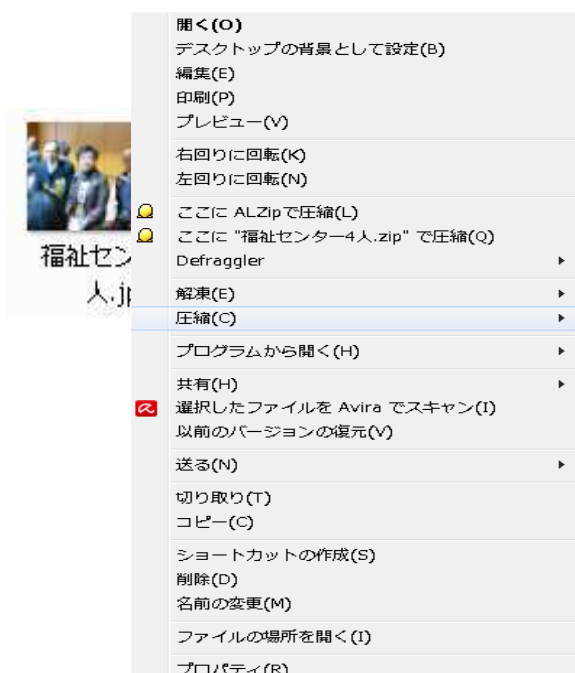 開く(O)
デスクトップの背景として設定(B)
編集(E)
印刷(P)
プレビュー(V)
右回りに回転(K)
左回りに回転(N)
ここに ALZipで圧縮(L)
ここに "福祉センター4人.zip" で圧縮(Q)
Defraggler
解凍(E)
圧縮(C)
プログラムから開く(H)
共有(H)
選択したファイルを Avira でスキャン(I)
以前のバージョンの復元(V)
送る(N)
切り取り(T)
コピー(C)
ショートカットの作成(S)
削除(D)
名前の変更(M)
ファイルの場所を開く(I)
プロパティ(R)
福祉セン
人.j